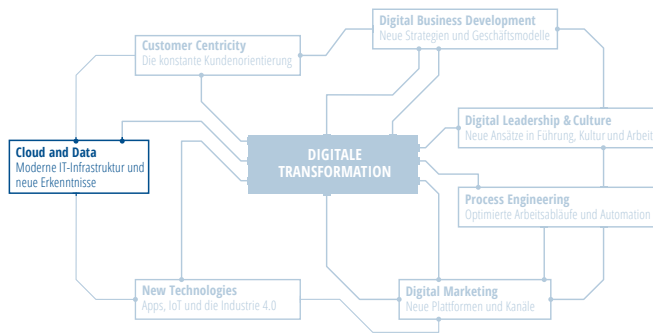 Digital Business Development
Neue Strategien und Geschäftsmodelle
Customer Centricity
Die konstante Kundenorientierung
Digital Leadership & Culture
Neue Ansätze in Führung, Kultur und Arbeit
Cloud and Data
Moderne IT-Infrastruktur und
neue Erkenntnisse
DIGITALE
TRANSFORMATION
Process Engineering
Optimierte Arbeitsabläufe und Automation
New Technologies
Apps, IoT und die Industrie 4.0
Digital Marketing
Neue Plattformen und Kanäle